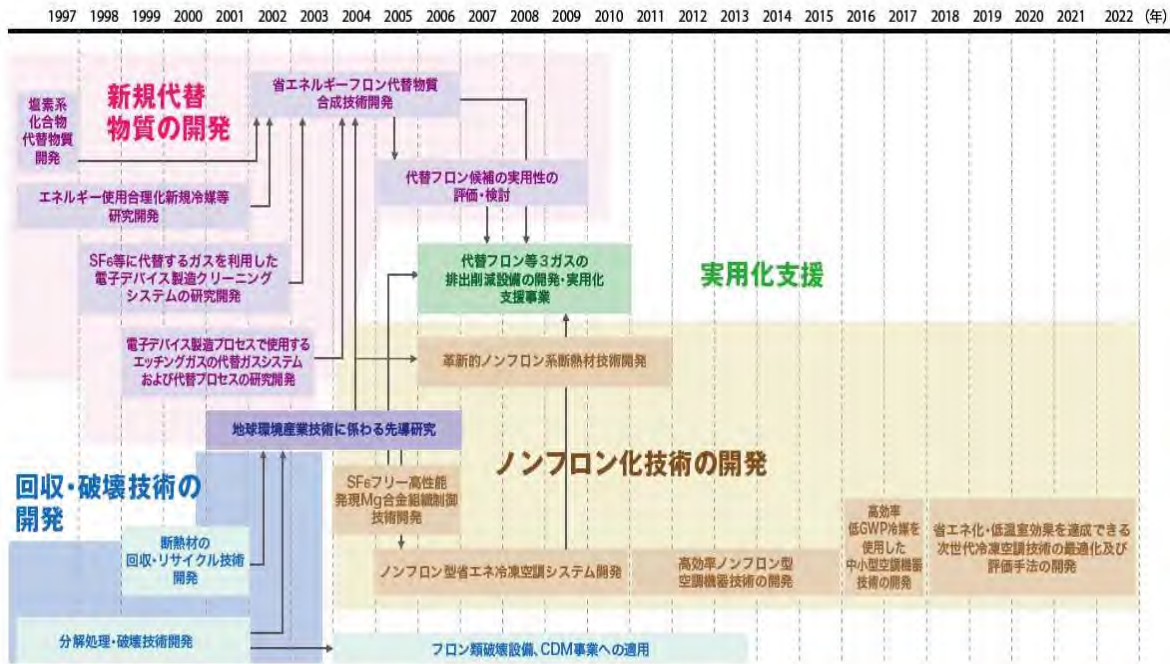 1997 1998 1999 2000 2001 2002 2003 2004 2005 2006 2007 2008 2009 2010 2011 2012 2013 2014 2015 2016 2017 2018 2019 2020 2021 2022 (年)
新規代替
物質の開発
塩素系
化合物
代替物質
開発
省エネルギーフロン代替物質
合成技術開発
エネルギー使用合理化新規冷媒等
研究開発
代替フロン候補の実用性の
評価・検討
SF6等に代替するガスを利用した
電子デバイス製造クリーニング
システムの研究開発
代替フロン等3ガスの
排出削減設備の開発・実用化
支援事業
実用化支援
電子デバイス製造プロセスで使用する
エッチングガスの代替ガスシステム
および代替プロセスの研究開発
革新的ノンフロン系断熱材技術開発
地球環境産業技術に係わる先導研究
ノンフロン化技術の開発
回収・破壊技術の
開発
SF6フリー高性能
発現Mg合金組織制御
技術開発
断熱材の
回収・リサイクル技術
開発
ノンフロン型省エネ冷凍空調システム開発
高効率ノンフロン型
空調機器技術の開発
高効率
低GWP冷媒を
使用した
中小型空調機器
技術の開発
省エネ化・低温室効果を達成できる
次世代冷凍空調技術の最適化及び
評価手法の開発
分解処理・破壊技術開発
フロン類破壊設備、CDM事業への適用